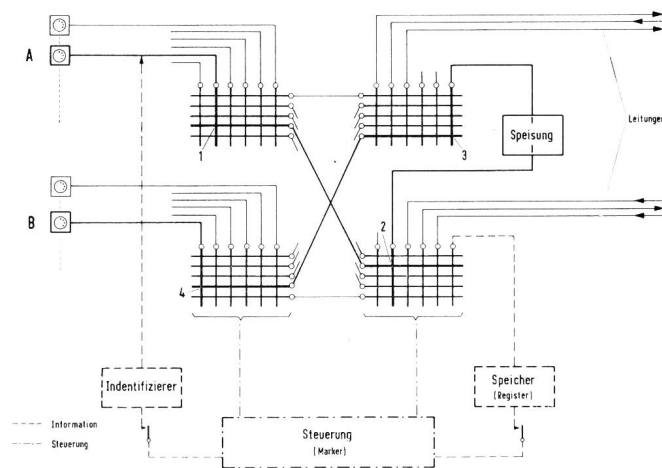 A
1
3
Speisung
Leitungen
B
2
4
Indentifizierer
Speicher
(Register)
Information
Steuerung
Steuerung
(Marker)